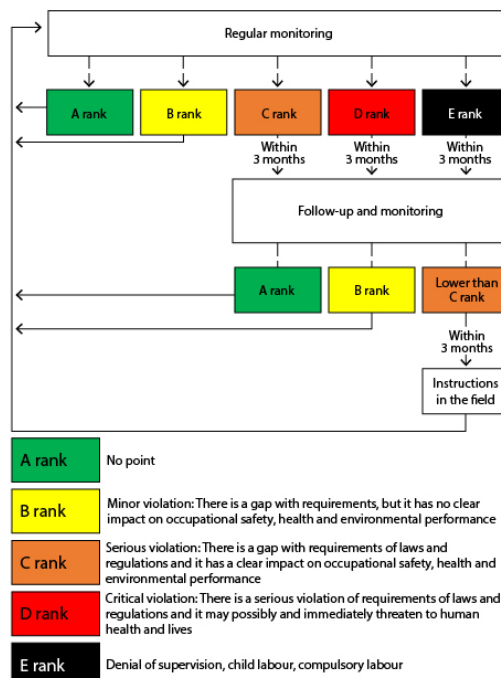 Regular monitoring
A rank
B rank
C rank
D rank
E rank
Within
3 months
Within
3 months
Within
3 months
Follow-up and monitoring
A rank
B rank
Lower than
C rank
Within
3 months
Instructions
in the field
A rank
No point
B rank
Minor violation: There is a gap with requirements, but it has no clear
impact on occupational safety, health and environmental performance
C rank
Serious violation: There is a gap with requirements of laws and
regulations and it has a clear impact on occupational safety, health and
environmental performance
D rank
Critical violation: There is a serious violation of requirements of laws and
regulations and it may possibly and immediately threaten to human
health and lives
E rank
Denial of supervision, child labour, compulsory labour